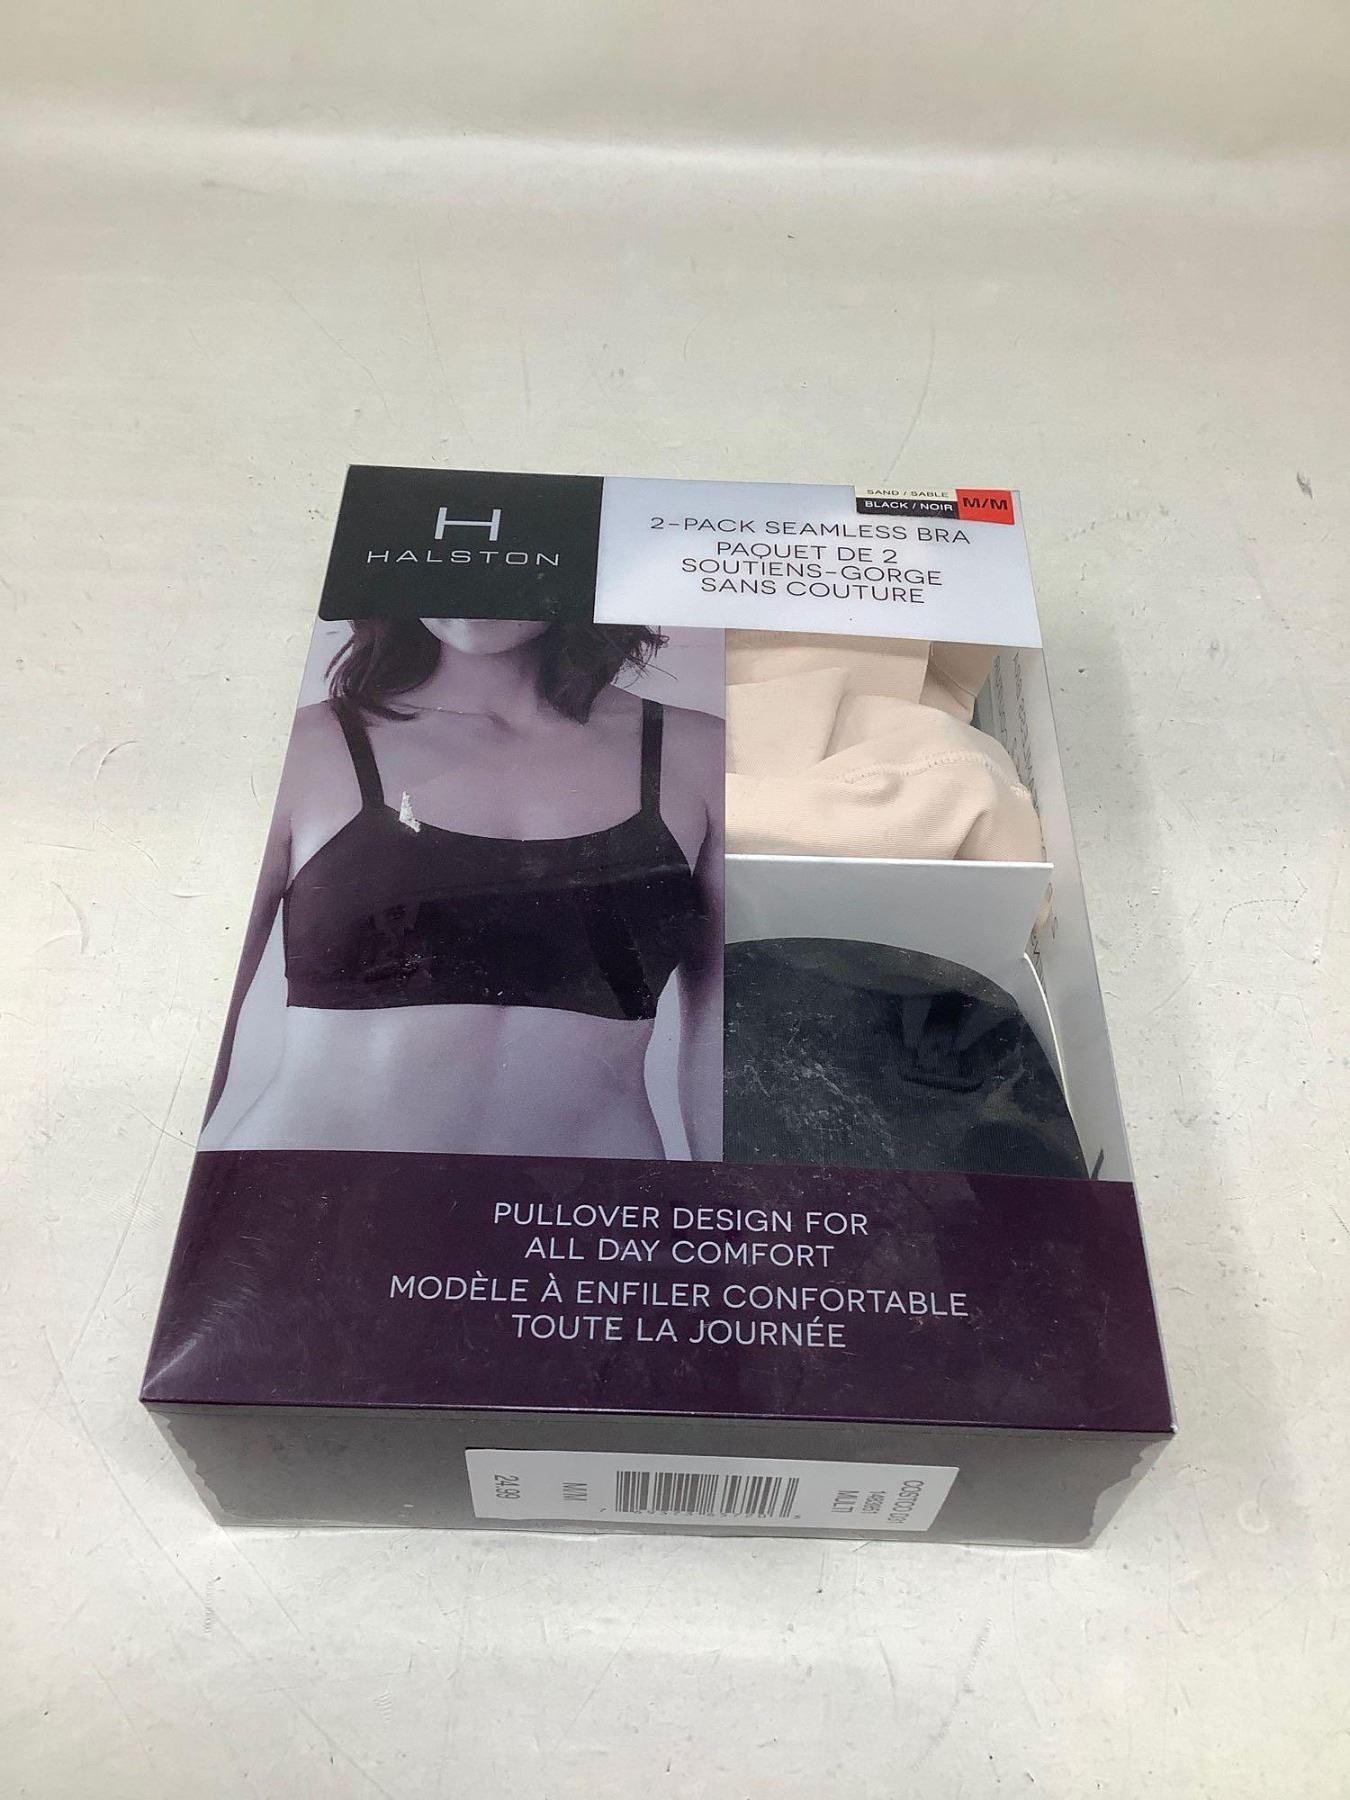 H
HALSTON
SAND / SABLE
BLACK / NOIR
M/M
2-PACK SEAMLESS BRA
PAQUET DE 2
SOUTIENS-GORGE
SANS COUTURE
PULLOVER DESIGN FOR
ALL DAY COMFORT
MODÈLE À ENFILER CONFORTABLE
TOUTE LA JOURNÉE
COSTCO
MULTI
M/M
24.99